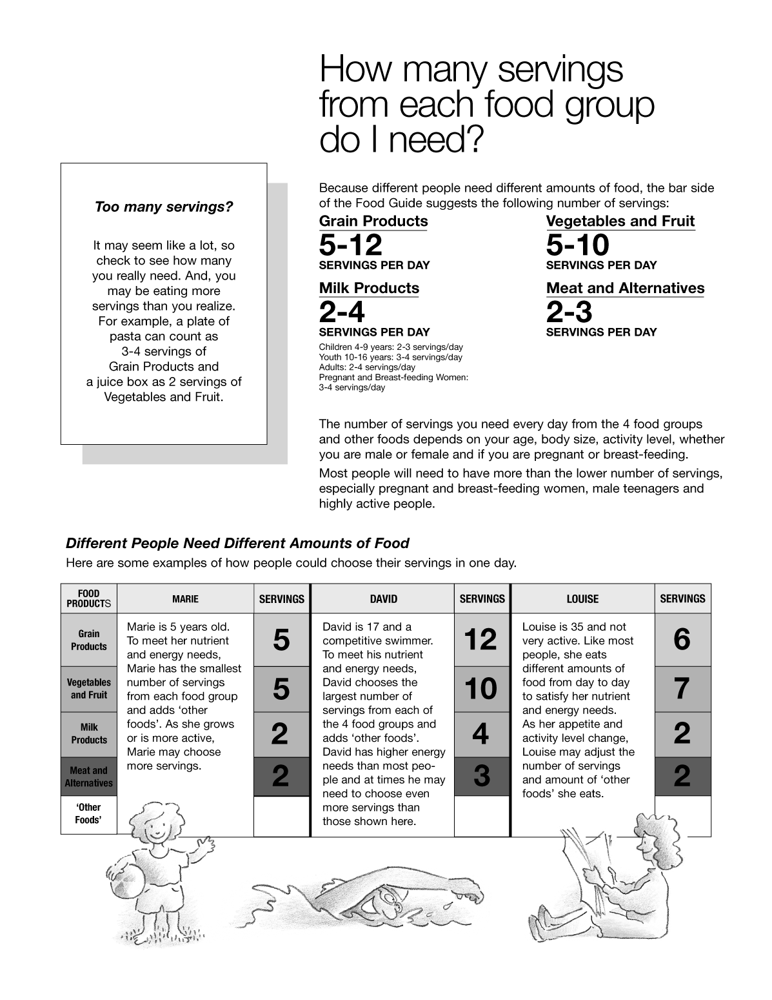 How many servings
from each food group
do I need?
Too many servings?
It may seem like a lot, so
check to see how many
you really need. And, you
may be eating more
servings than you realize.
For example, a plate of
pasta can count as
3-4 servings of
Grain Products and
a juice box as 2 servings of
Vegetables and Fruit.
Because different people need different amounts of food, the bar side
of the Food Guide suggests the following number of servings:
Grain Products
5-12
SERVINGS PER DAY
Vegetables and Fruit
5-10
SERVINGS PER DAY
Milk Products
2-4
SERVINGS PER DAY
Children 4-9 years: 2-3 servings/day
Youth 10-16 years: 3-4 servings/day
Adults: 2-4 servings/day
Pregnant and Breast-feeding Women:
3-4 servings/day
Meat and Alternatives
2-3
SERVINGS PER DAY
The number of servings you need every day from the 4 food groups
and other foods depends on your age, body size, activity level, whether
you are male or female and if you are pregnant or breast-feeding.
Most people will need to have more than the lower number of servings,
especially pregnant and breast-feeding women, male teenagers and
highly active people.
Different People Need Different Amounts of Food
Here are some examples of how people could choose their servings in one day.
FOOD
PRODUCTS
MARIE
SERVINGS
DAVID
SERVINGS
LOUISE
SERVINGS
Grain
Products
Vegetables
and Fruit
Milk
Products
Meat and
Alternatives
'Other
Foods'
Marie is 5 years old.
To meet her nutrient
and energy needs,
Marie has the smallest
number of servings
from each food group
and adds 'other
foods'. As she grows
or is more active,
Marie may choose
more servings.
5
5
2
2
David is 17 and a
competitive swimmer.
To meet his nutrient
and energy needs,
David chooses the
largest number of
servings from each of
the 4 food groups and
adds 'other foods'.
David has higher energy
needs than most peo-
ple and at times he may
need to choose even
more servings than
those shown here.
12
10
4
3
Louise is 35 and not
very active. Like most
people, she eats
different amounts of
food from day to day
to satisfy her nutrient
and energy needs.
As her appetite and
activity level change,
Louise may adjust the
number of servings
and amount of 'other
foods' she eats.
6
7
2
2